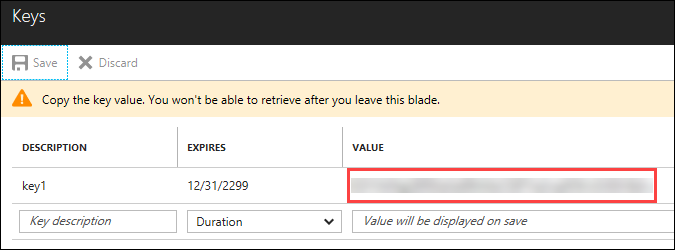 Keys
Save Discard
Copy the key value. You won't be able to retrieve after you leave this blade.
DESCRIPTION EXPIRES VALUE
key1 12/31/2299
Key description Duration Value will be displayed on save